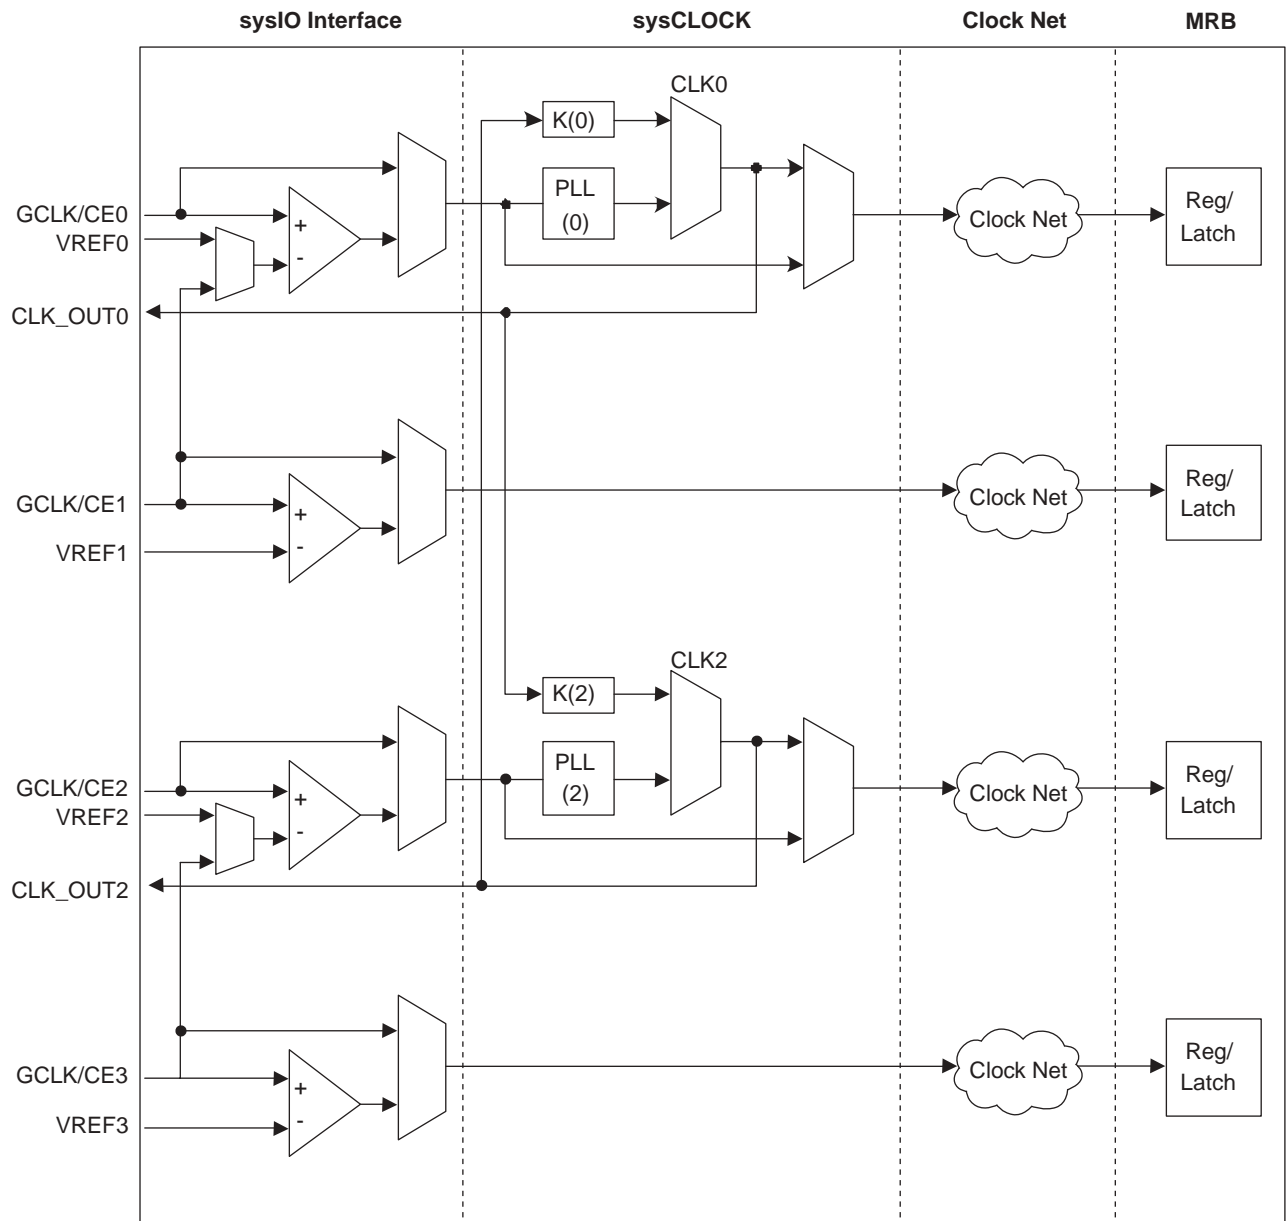 sysIO Interface
sysCLOCK
Clock Net
MRB
CLK0
K(0)
PLL
(0)
GCLK/CE0
VREF0
+
-
CLK_OUT0
Clock Net
Reg/
Latch
GCLK/CE1
VREF1
+
-
Clock Net
Reg/
Latch
CLK2
K(2)
PLL
(2)
GCLK/CE2
VREF2
+
-
CLK_OUT2
Clock Net
Reg/
Latch
GCLK/CE3
VREF3
+
-
Clock Net
Reg/
Latch